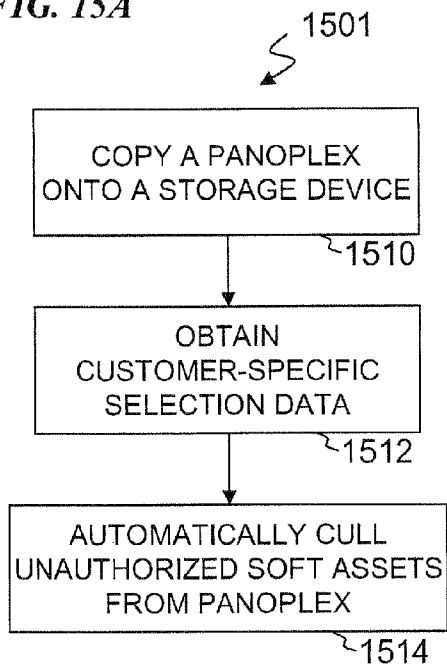 FIG. 15A
1501
COPY A PANOPLEX
ONTO A STORAGE DEVICE
1510
OBTAIN
CUSTOMER-SPECIFIC
SELECTION DATA
1512
AUTOMATICALLY CULL
UNAUTHORIZED SOFT ASSETS
FROM PANOPLEX
1514